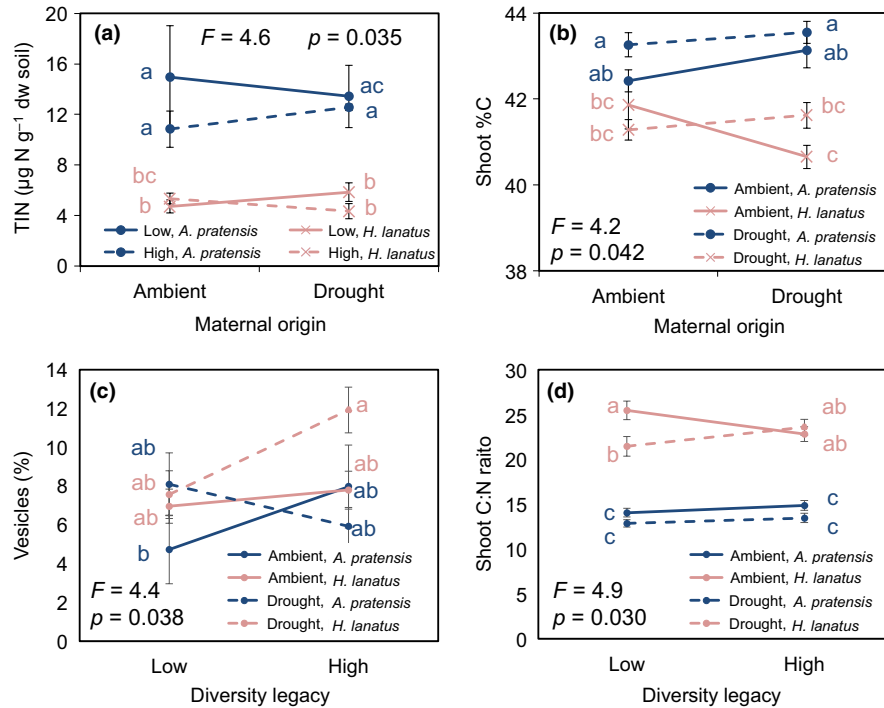 (a)
F = 4.6 p = 0.035
20
16
12
8
4
0
TIN (µg N g⁻¹ dw soil)
a
ac
a
a
bc
b
b
b
Low, A. pratensis
Low, H. lanatus
High, A. pratensis
High, H. lanatus
Ambient
Drought
Maternal origin
(b)
44
42
40
38
Shoot %C
a
a
ab
ab
bc
bc
bc
c
Ambient, A. pratensis
Ambient, H. lanatus
Drought, A. pratensis
Drought, H. lanatus
F = 4.2
p = 0.042
Ambient
Drought
Maternal origin
(c)
14
12
10
8
6
4
2
0
Vesicles (%)
ab
a
ab
ab
ab
ab
b
ab
Ambient, A. pratensis
Ambient, H. lanatus
Drought, A. pratensis
Drought, H. lanatus
F = 4.4
p = 0.038
Low
High
Diversity legacy
(d)
30
25
20
15
10
5
0
Shoot C:N raito
a
ab
b
ab
c
c
c
c
Ambient, A. pratensis
Ambient, H. lanatus
Drought, A. pratensis
Drought, H. lanatus
F = 4.9
p = 0.030
Low
High
Diversity legacy